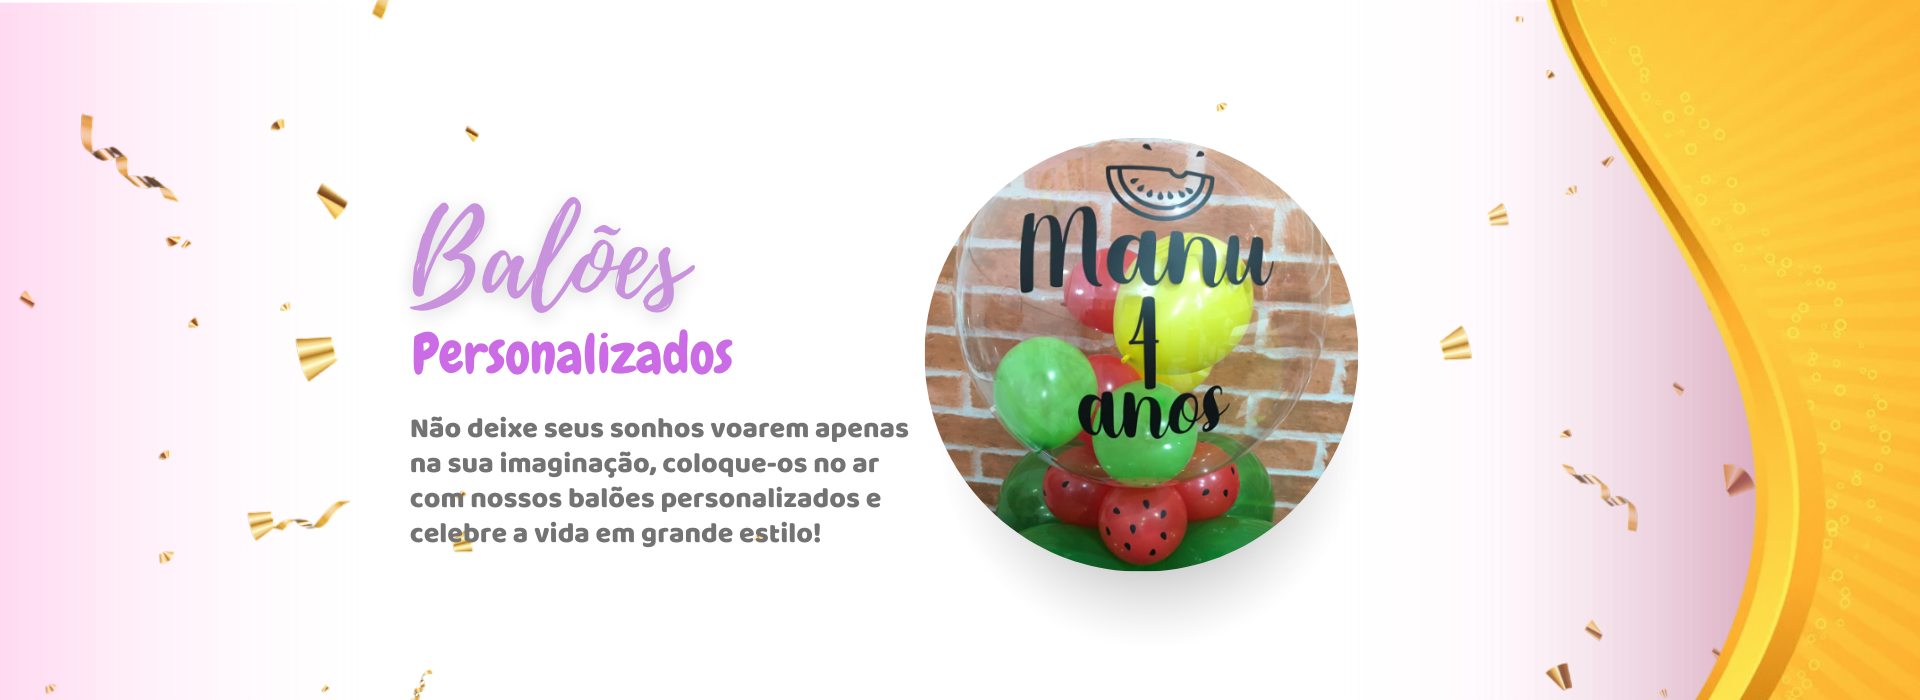 Balões
Personalizados
Não deixe seus sonhos voarem apenas
na sua imaginação, coloque-os no ar
com nossos balões personalizados e
celebre a vida em grande estilo!
Manu
4
anos